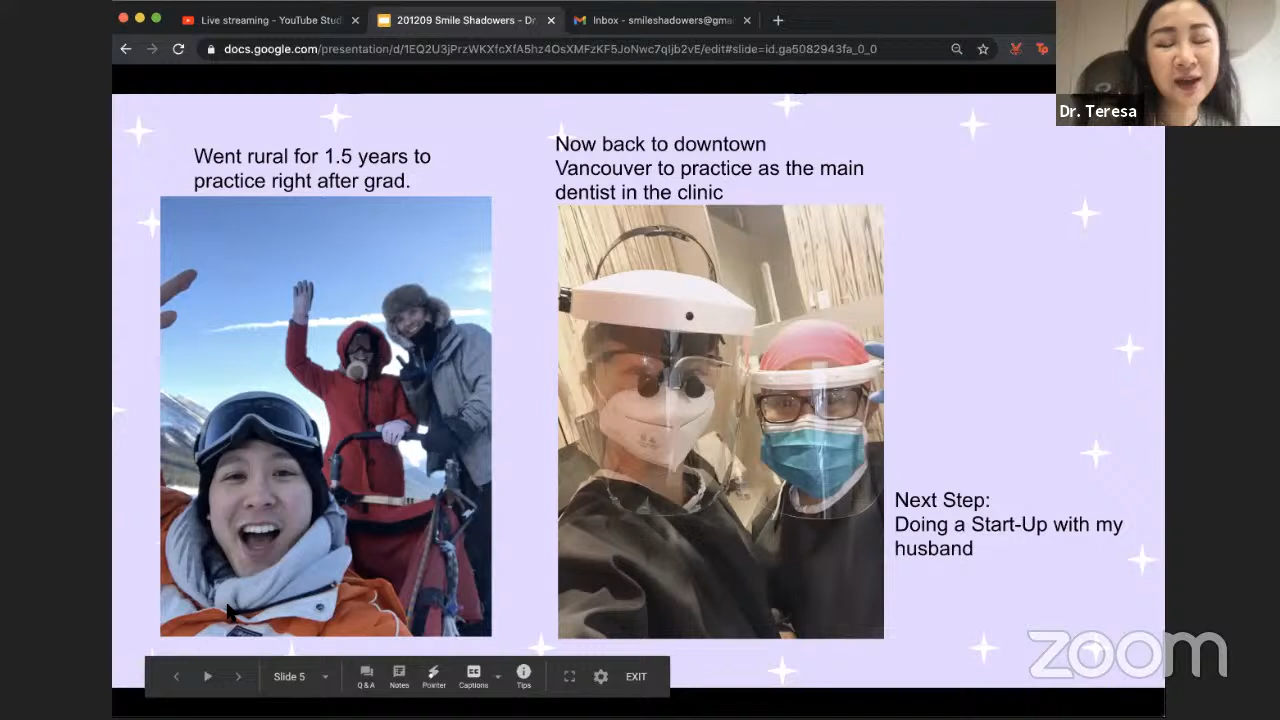 Live streaming - YouTube Stud
201209 Smile Shadowers - Dr
Inbox - smileshadowers@gma
docs.google.com/presentation/d/1EQ2U3jPrzWKXfcXfA5hz4OsXMFzKF5JoNwc7qIjb2vE/edit#slide=id.ga5082943fa_0_0
Dr. Teresa
Went rural for 1.5 years to
practice right after grad.
Now back to downtown
Vancouver to practice as the main
dentist in the clinic
Next Step:
Doing a Start-Up with my
husband
Slide 5
Q & A
Notes
Pointer
CC
Captions
Tips
EXIT
zoom